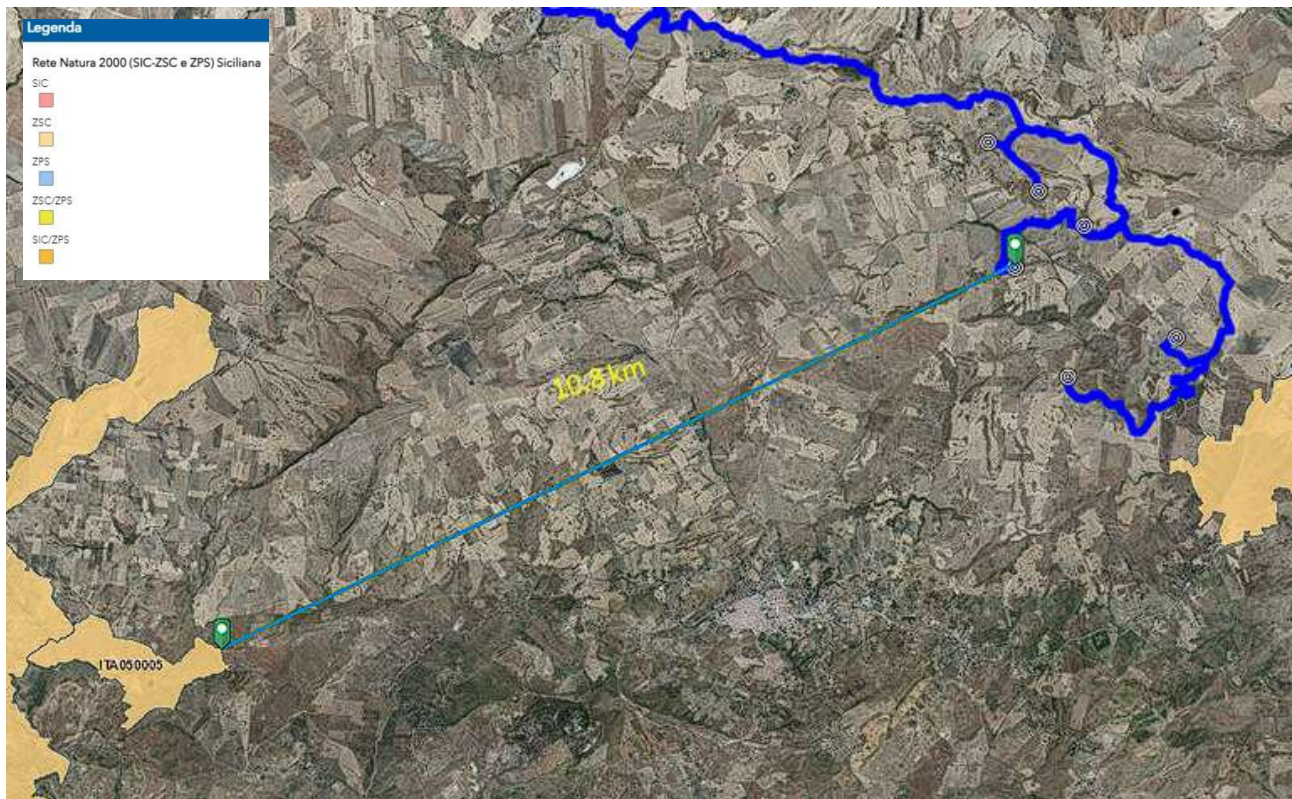 Legenda
Rete Natura 2000 (SIC-ZSC e ZPS) Siciliana
SIC
ZSC
ZPS
ZSC/ZPS
SIC/ZPS
10.8 km
ITA050005